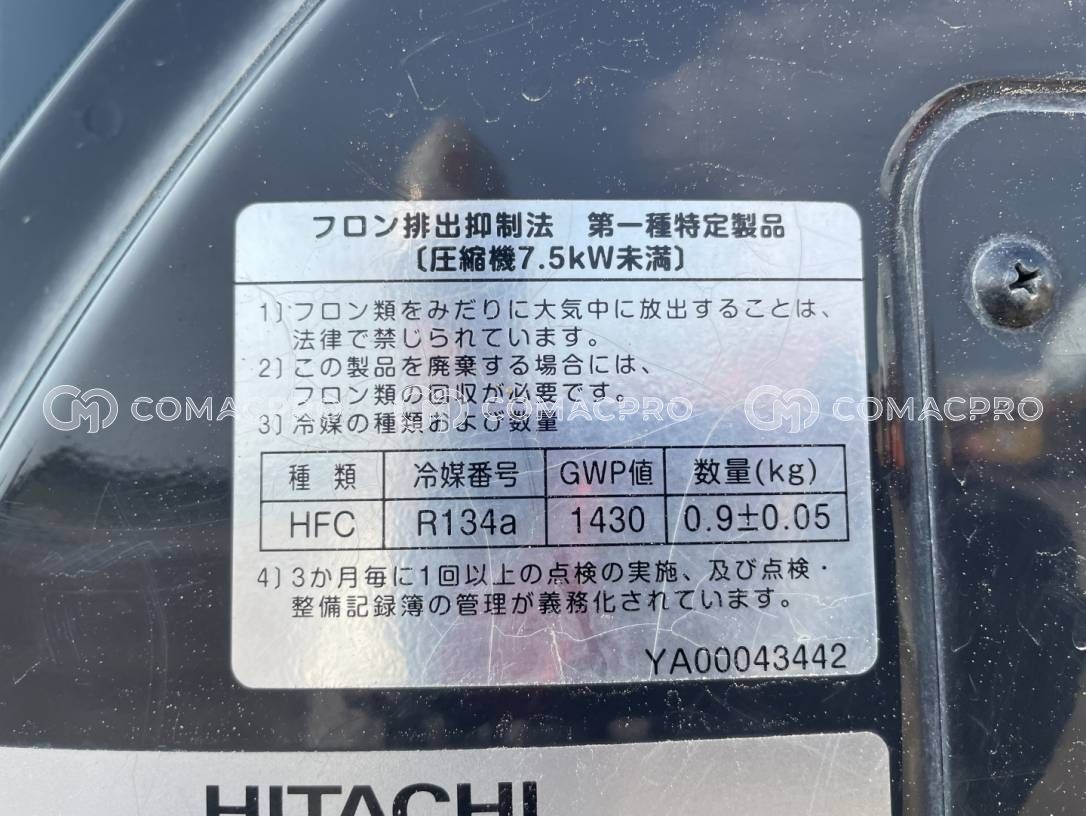 フロン排出抑制法　第一種特定製品
〔圧縮機7.5kW未満〕
1）フロン類をみだりに大気中に放出することは、
法律で禁じられています。
2）この製品を廃棄する場合には、
フロン類の回収が必要です。
COMACPRO COMACPRO COMACPRO
3）冷媒の種類および数量
種類 冷媒番号 GWP値 数量(kg)
HFC R134a 1430 0.9±0.05
4）3か月毎に1回以上の点検の実施、及び点検・
整備記録簿の管理が義務化されています。
YA00043442
HITACHI